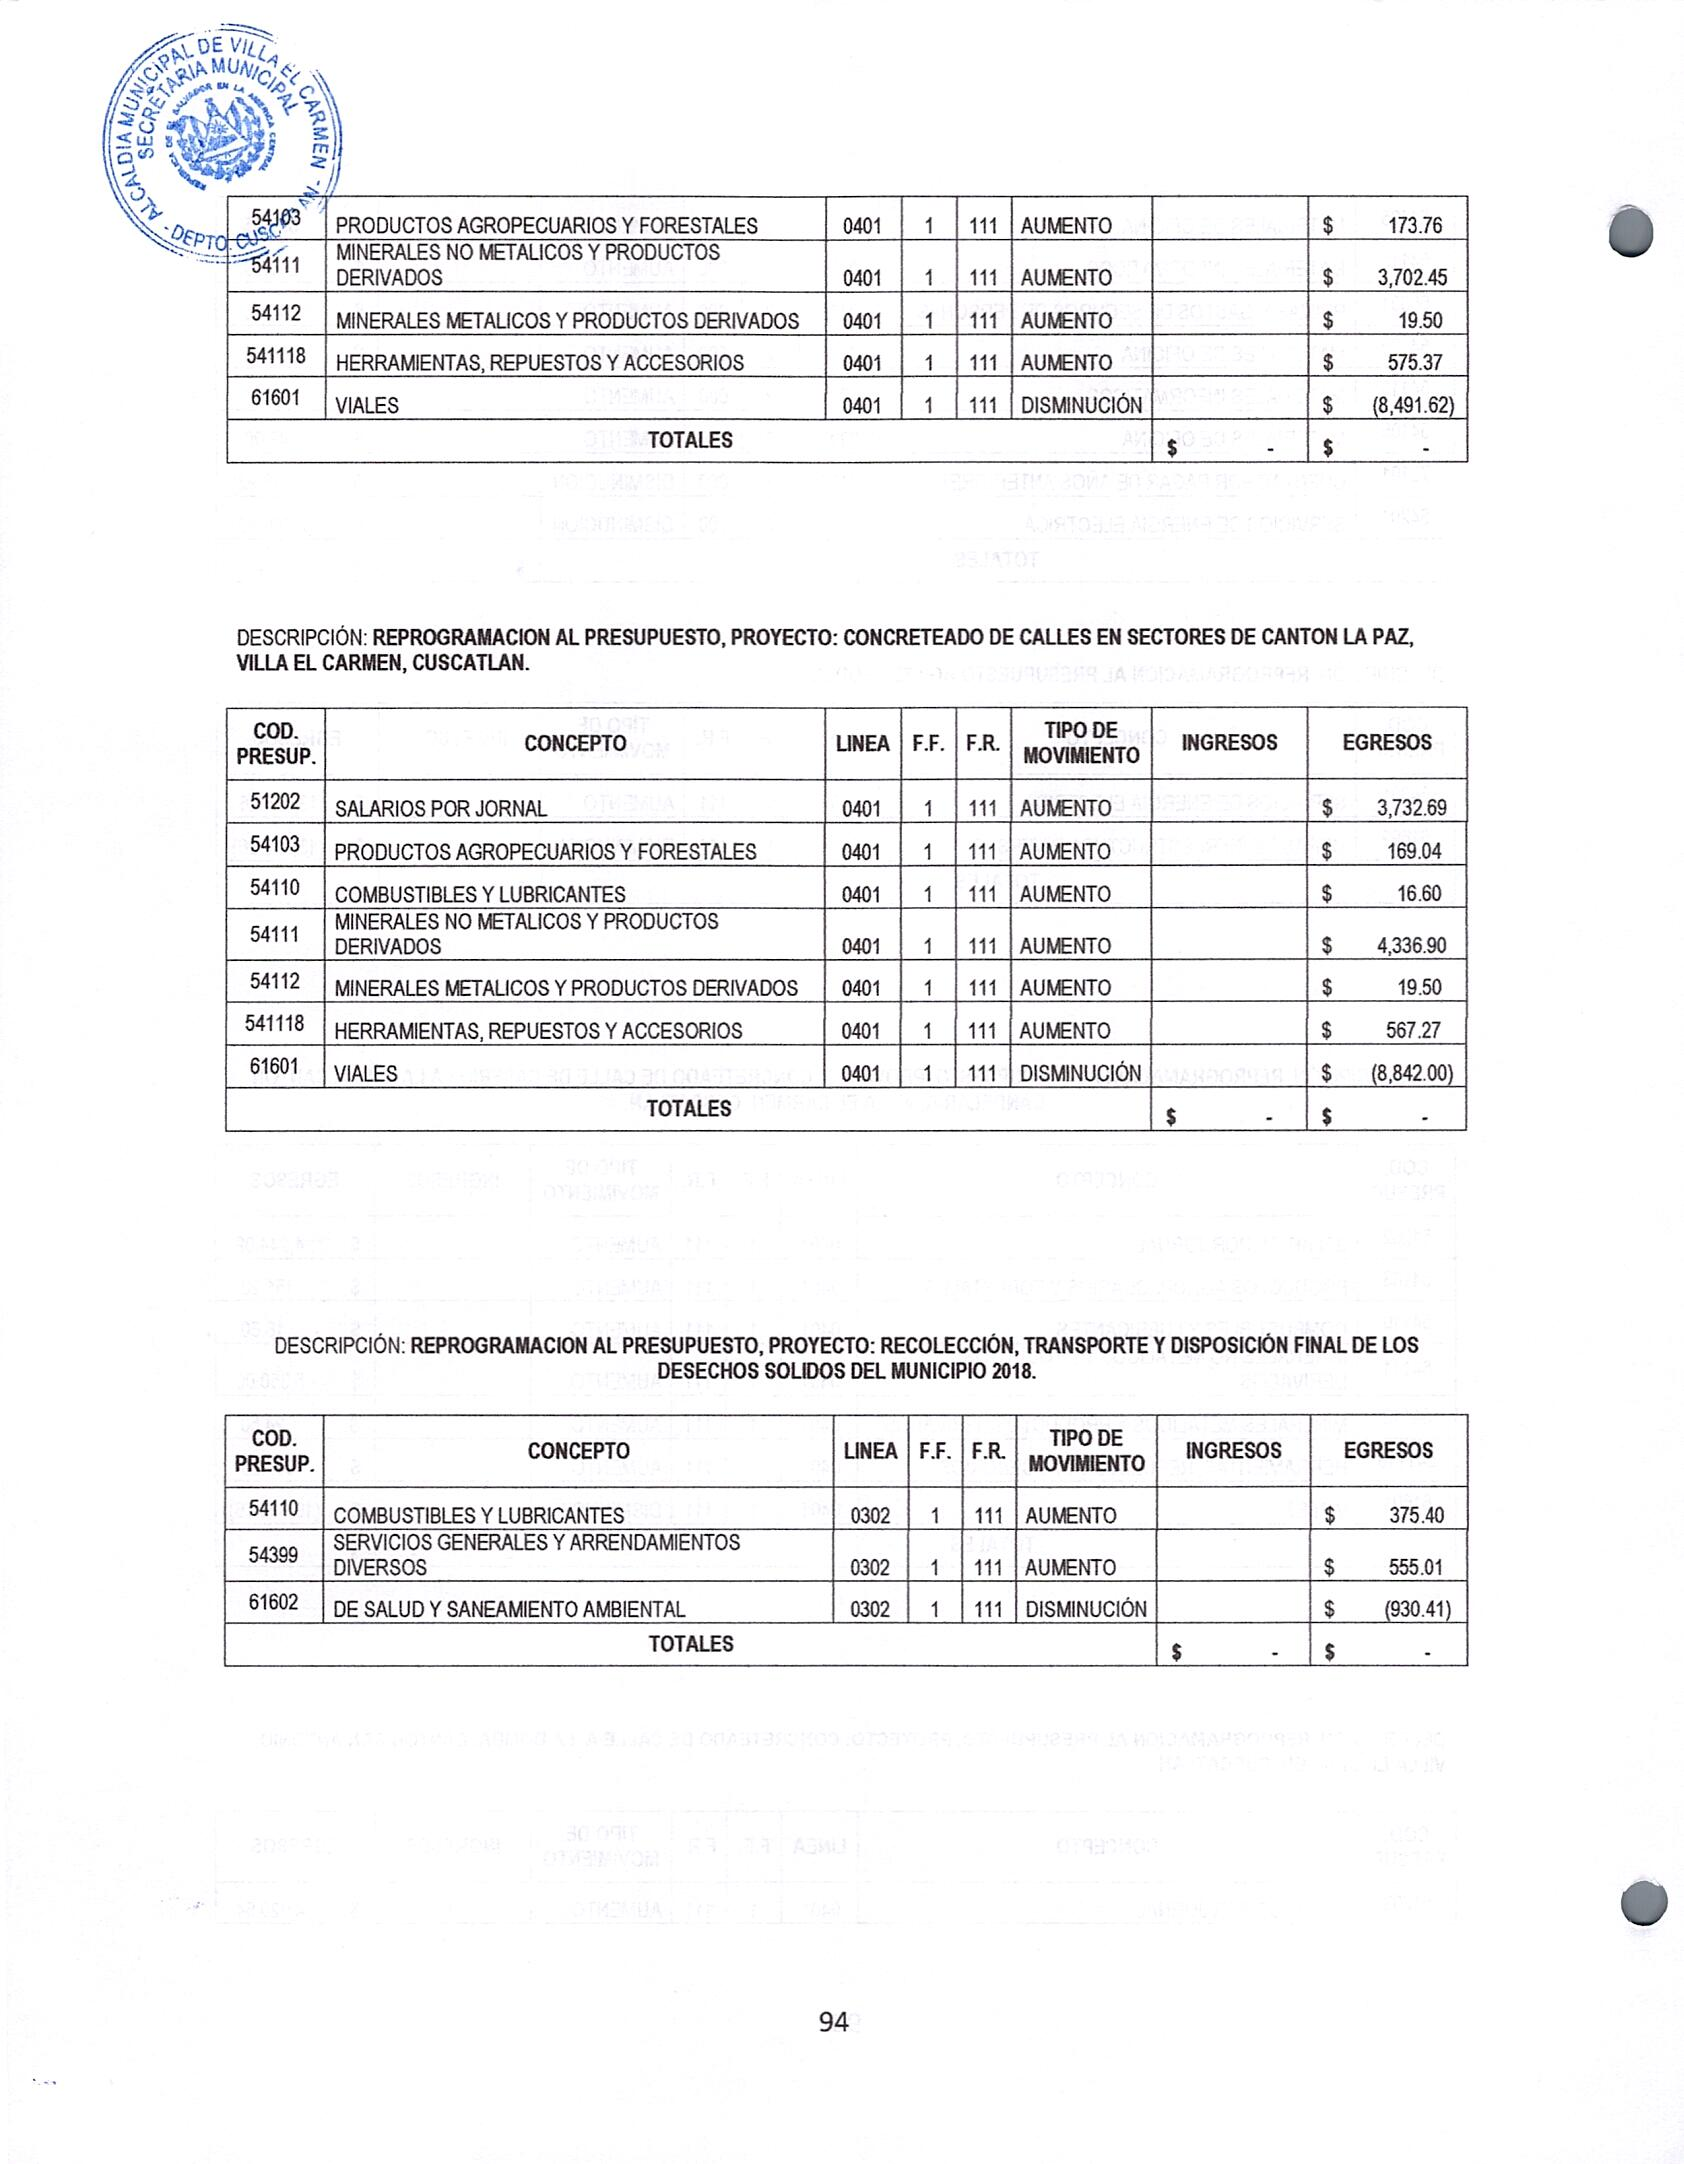 ALCALDIA MUNICIPAL DE VILLA EL CARMEN
SECRETARIA MUNICIPAL
REPUBLICA DE EL SALVADOR EN LA AMERICA CENTRAL
DEPTO. CUSCATLAN
54103 PRODUCTOS AGROPECUARIOS Y FORESTALES 0401 1 111 AUMENTO $ 173.76
54111 MINERALES NO METALICOS Y PRODUCTOS
DERIVADOS 0401 1 111 AUMENTO $ 3,702.45
54112 MINERALES METALICOS Y PRODUCTOS DERIVADOS 0401 1 111 AUMENTO $ 19.50
541118 HERRAMIENTAS, REPUESTOS Y ACCESORIOS 0401 1 111 AUMENTO $ 575.37
61601 VIALES 0401 1 111 DISMINUCIÓN $ (8,491.62)
TOTALES $ - $ -
DESCRIPCIÓN: REPROGRAMACION AL PRESUPUESTO, PROYECTO: CONCRETEADO DE CALLES EN SECTORES DE CANTON LA PAZ,
VILLA EL CARMEN, CUSCATLAN.
COD. PRESUP. CONCEPTO LINEA F.F. F.R. TIPO DE MOVIMIENTO INGRESOS EGRESOS
51202 SALARIOS POR JORNAL 0401 1 111 AUMENTO $ 3,732.69
54103 PRODUCTOS AGROPECUARIOS Y FORESTALES 0401 1 111 AUMENTO $ 169.04
54110 COMBUSTIBLES Y LUBRICANTES 0401 1 111 AUMENTO $ 16.60
54111 MINERALES NO METALICOS Y PRODUCTOS
DERIVADOS 0401 1 111 AUMENTO $ 4,336.90
54112 MINERALES METALICOS Y PRODUCTOS DERIVADOS 0401 1 111 AUMENTO $ 19.50
541118 HERRAMIENTAS, REPUESTOS Y ACCESORIOS 0401 1 111 AUMENTO $ 567.27
61601 VIALES 0401 1 111 DISMINUCIÓN $ (8,842.00)
TOTALES $ - $ -
DESCRIPCIÓN: REPROGRAMACION AL PRESUPUESTO, PROYECTO: RECOLECCIÓN, TRANSPORTE Y DISPOSICIÓN FINAL DE LOS
DESECHOS SOLIDOS DEL MUNICIPIO 2018.
COD. PRESUP. CONCEPTO LINEA F.F. F.R. TIPO DE MOVIMIENTO INGRESOS EGRESOS
54110 COMBUSTIBLES Y LUBRICANTES 0302 1 111 AUMENTO $ 375.40
54399 SERVICIOS GENERALES Y ARRENDAMIENTOS
DIVERSOS 0302 1 111 AUMENTO $ 555.01
61602 DE SALUD Y SANEAMIENTO AMBIENTAL 0302 1 111 DISMINUCIÓN $ (930.41)
TOTALES $ - $ -
94